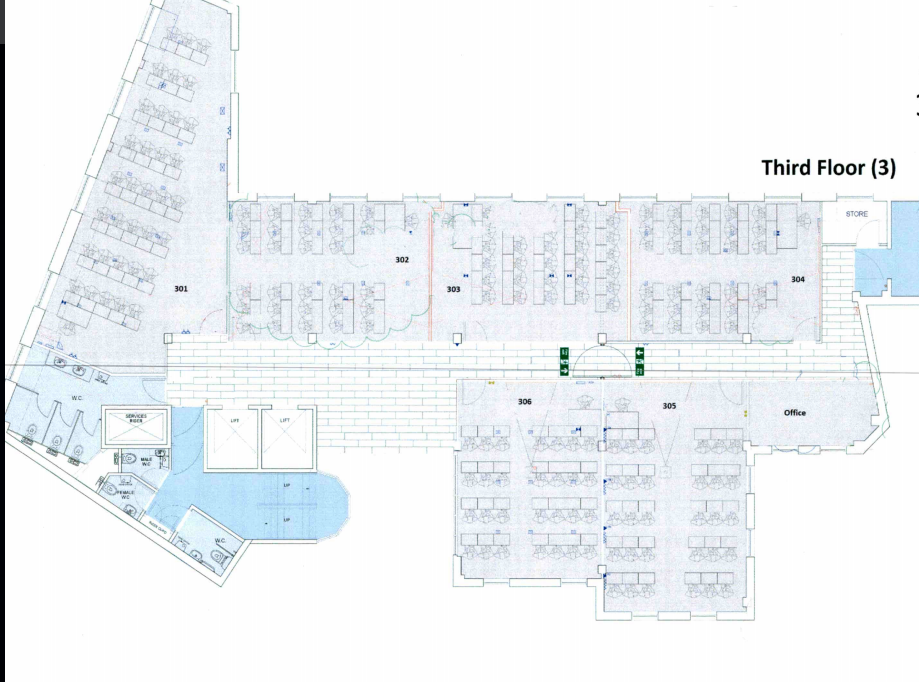 Third Floor (3)
STORE
302
304
301
303
W.C.
SERVICES
RISER
LIFT
LIFT
306
305
Office
MALE
W.C
FEMALE
W.C
UP
UP
W.C.